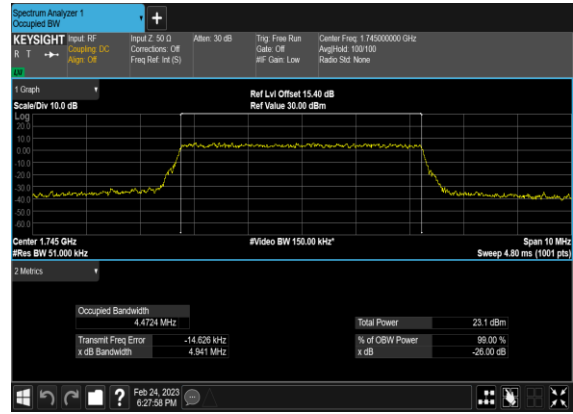 Spectrum Analyzer 1
Occupied BW
+
KEYSIGHT Input: RF Input Z: 50 Ω Atten: 30 dB Trig: Free Run Center Freq: 1.745000000 GHz
R T Coupling: DC Corrections: Off Gate: Off Avg|Hold: 100/100
Align: Off Freq Ref: Int (S) #IF Gain: Low Radio Std: None
LXI
1 Graph
Ref Lvl Offset 15.40 dB
Scale/Div 10.0 dB Ref Value 30.00 dBm
Log
20.0
10.0
0.00
-10.0
-20.0
-30.0
-40.0
-50.0
-60.0
Center 1.745 GHz #Video BW 150.00 kHz* Span 10 MHz
#Res BW 51.000 kHz Sweep 4.80 ms (1001 pts)
2 Metrics
Occupied Bandwidth
4.4724 MHz Total Power 23.1 dBm
Transmit Freq Error -14.626 kHz % of OBW Power 99.00 %
x dB Bandwidth 4.941 MHz x dB -26.00 dB
? Feb 24, 2023
6:27:58 PM